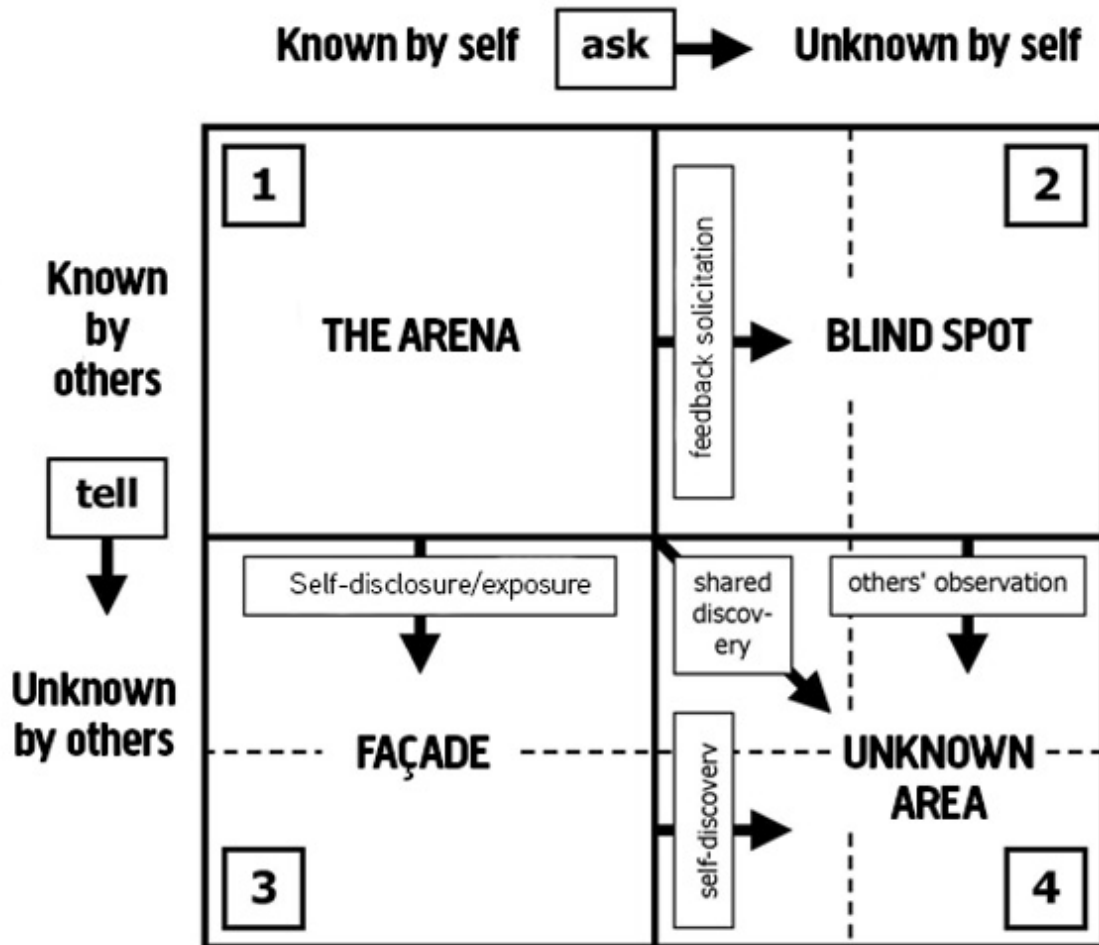 Known by self ask Unknown by self
1
2
Known
by
others
THE ARENA
feedback solicitation
BLIND SPOT
tell
Self-disclosure/exposure
shared
discov-
ery
others' observation
Unknown
by others
FAÇADE
self-discovery
UNKNOWN
AREA
3
4